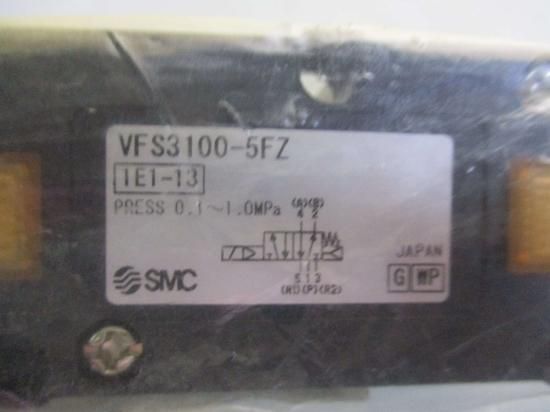 VFS3100-5FZ
1E1-13
PRESS 0.1~1.0MPa
(A)(B)
4 2
5 1 3
(R1)(P)(R2)
SMC
JAPAN
G WP